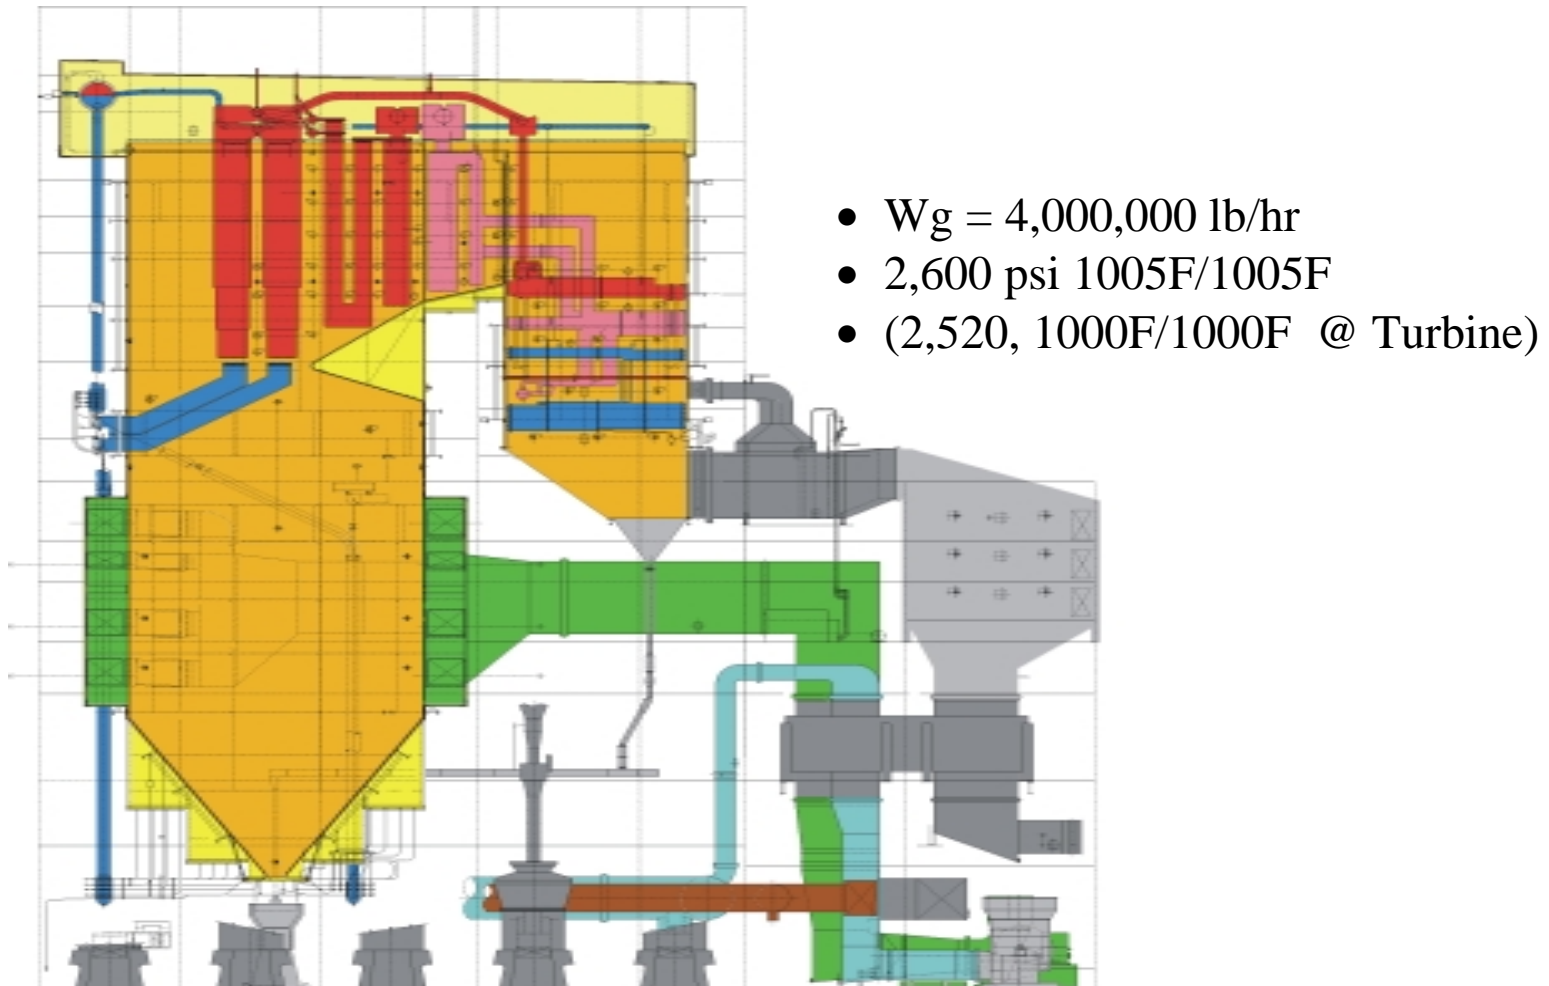 • Wg = 4,000,000 lb/hr
• 2,600 psi 1005F/1005F
• (2,520, 1000F/1000F @ Turbine)